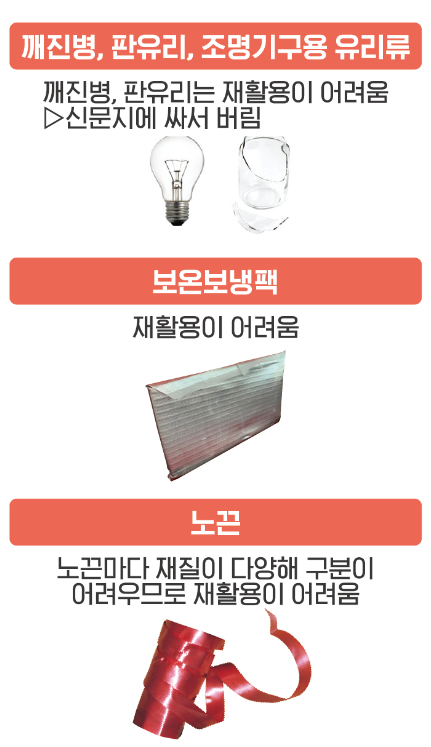 깨진병, 판유리, 조명기구용 유리류
깨진병, 판유리는 재활용이 어려움
▷신문지에 싸서 버림
보온보냉팩
재활용이 어려움
노끈
노끈마다 재질이 다양해 구분이
어려우므로 재활용이 어려움